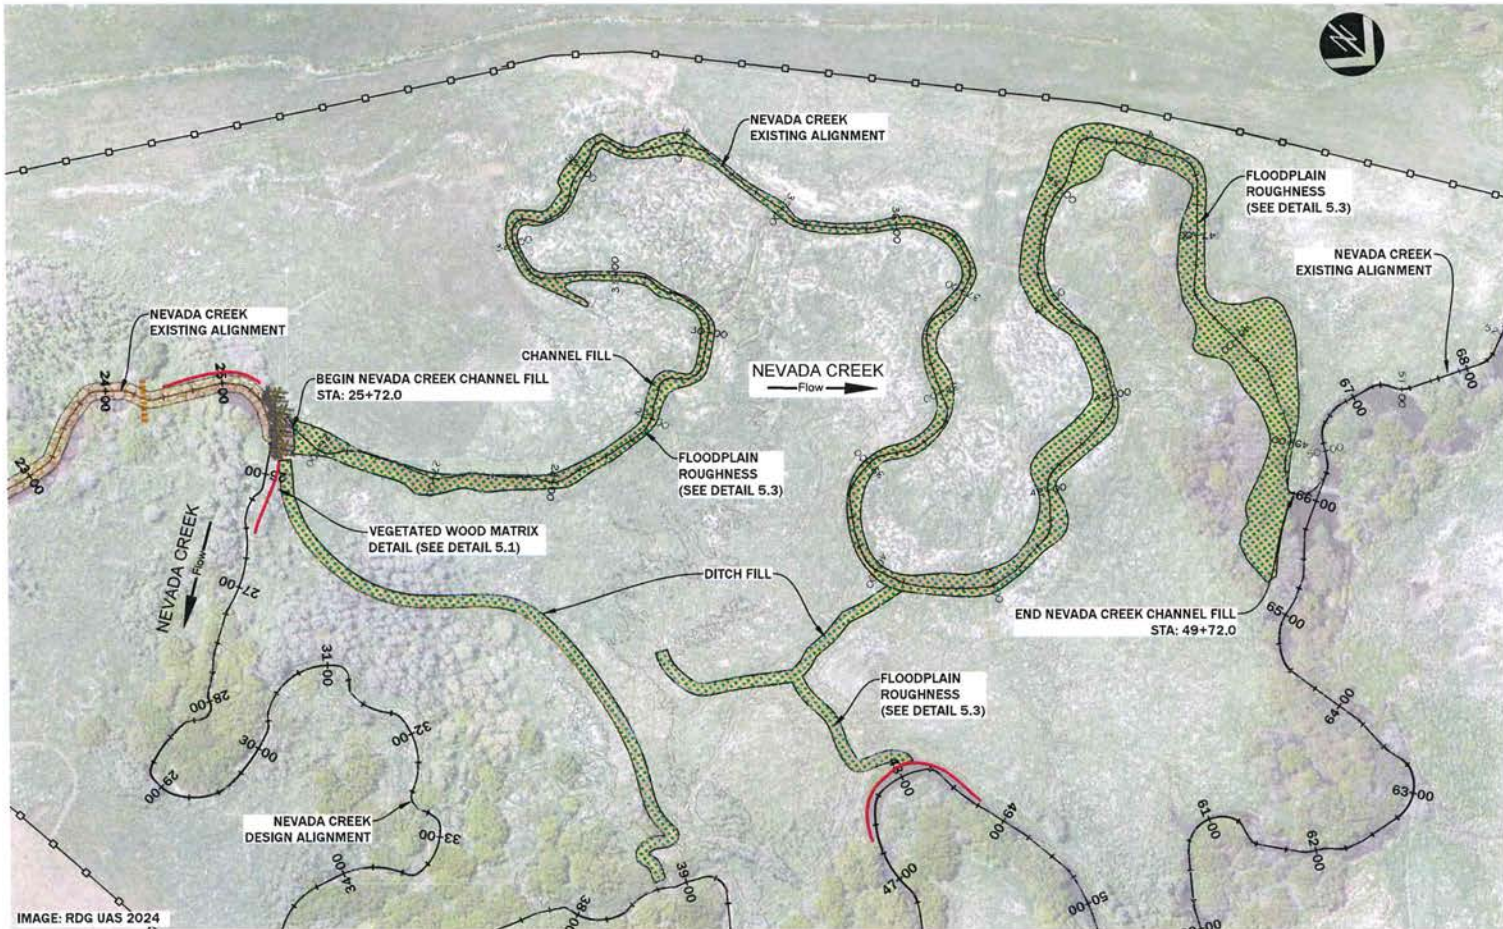 NEVADA CREEK
EXISTING ALIGNMENT
FLOODPLAIN
ROUGHNESS
(SEE DETAIL 5.3)
NEVADA CREEK
EXISTING ALIGNMENT
NEVADA CREEK
EXISTING ALIGNMENT
CHANNEL FILL
BEGIN NEVADA CREEK CHANNEL FILL
STA: 25+72.0
NEVADA CREEK
Flow
FLOODPLAIN
ROUGHNESS
(SEE DETAIL 5.3)
VEGETATED WOOD MATRIX
DETAIL (SEE DETAIL 5.1)
NEVADA CREEK
Flow
DITCH FILL
END NEVADA CREEK CHANNEL FILL
STA: 49+72.0
FLOODPLAIN
ROUGHNESS
(SEE DETAIL 5.3)
NEVADA CREEK
DESIGN ALIGNMENT
23+00
24+00
25+00
27+00
28+00
29+00
30+00
31+00
32+00
33+00
34+00
38+00
39+00
47+00
48+00
49+00
50+00
61+00
62+00
63+00
64+00
65+00
66+00
67+00
68+00
51+00
IMAGE: RDG UAS 2024